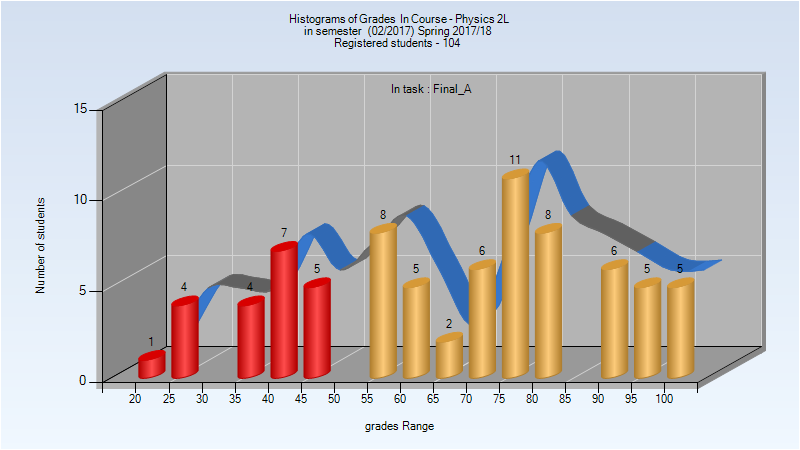 Histograms of Grades In Course - Physics 2L
in semester (02/2017) Spring 2017/18
Registered students - 104
In task : Final_A
15
10
5
0
Number of students
1
4
4
7
5
8
5
2
6
11
8
6
5
5
20 25 30 35 40 45 50 55 60 65 70 75 80 85 90 95 100
grades Range